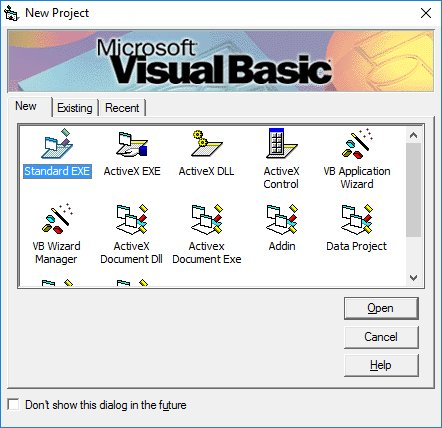 New Project
Microsoft
Visual Basic
New Existing Recent
Standard EXE ActiveX EXE ActiveX DLL ActiveX Control VB Application Wizard
VB Wizard Manager ActiveX Document Dll Activex Document Exe Addin Data Project
Open
Cancel
Help
Don't show this dialog in the future